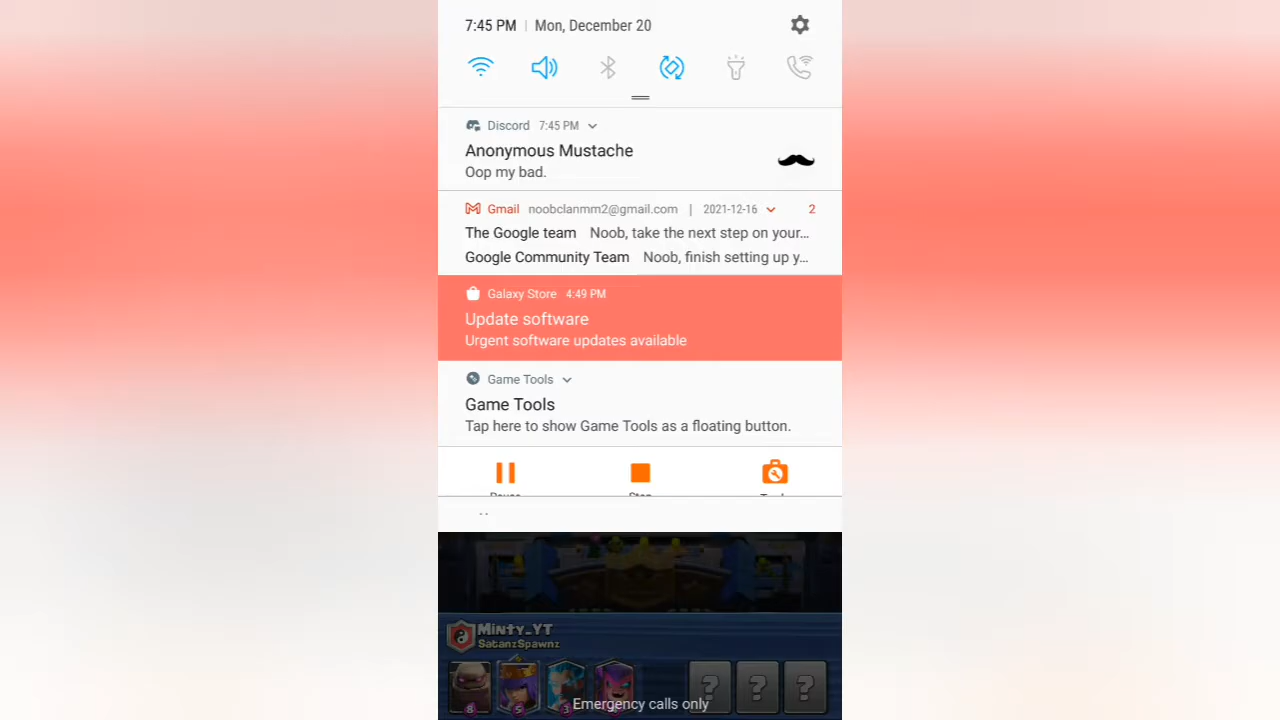 7:45 PM | Mon, December 20
Discord 7:45 PM
Anonymous Mustache
Oop my bad.
Gmail noobclanmm2@gmail.com | 2021-12-16 2
The Google team Noob, take the next step on your...
Google Community Team Noob, finish setting up y...
Galaxy Store 4:49 PM
Update software
Urgent software updates available
Game Tools
Game Tools
Tap here to show Game Tools as a floating button.
Minty_YT
SatanzSpawnz
? ? ?
8 5 3
Emergency calls only